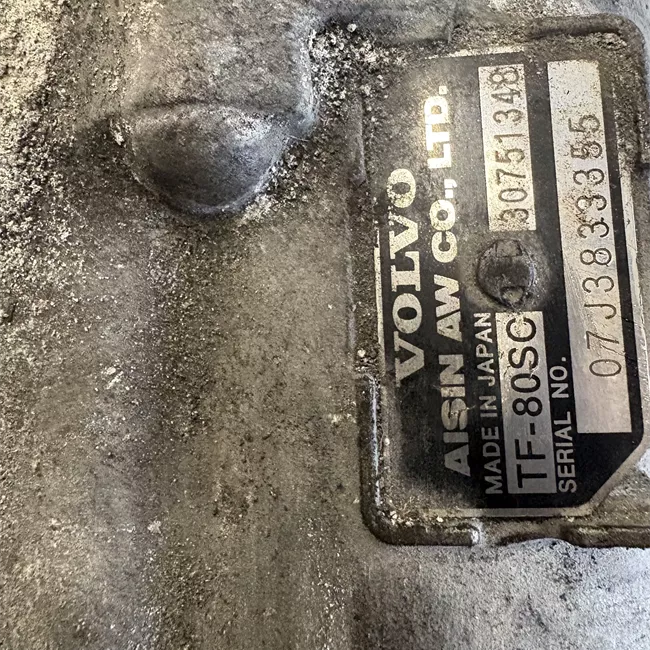 VOLVO
AISIN AW CO., LTD.
MADE IN JAPAN
TF-80SC 30751348
SERIAL NO.
07J3833355